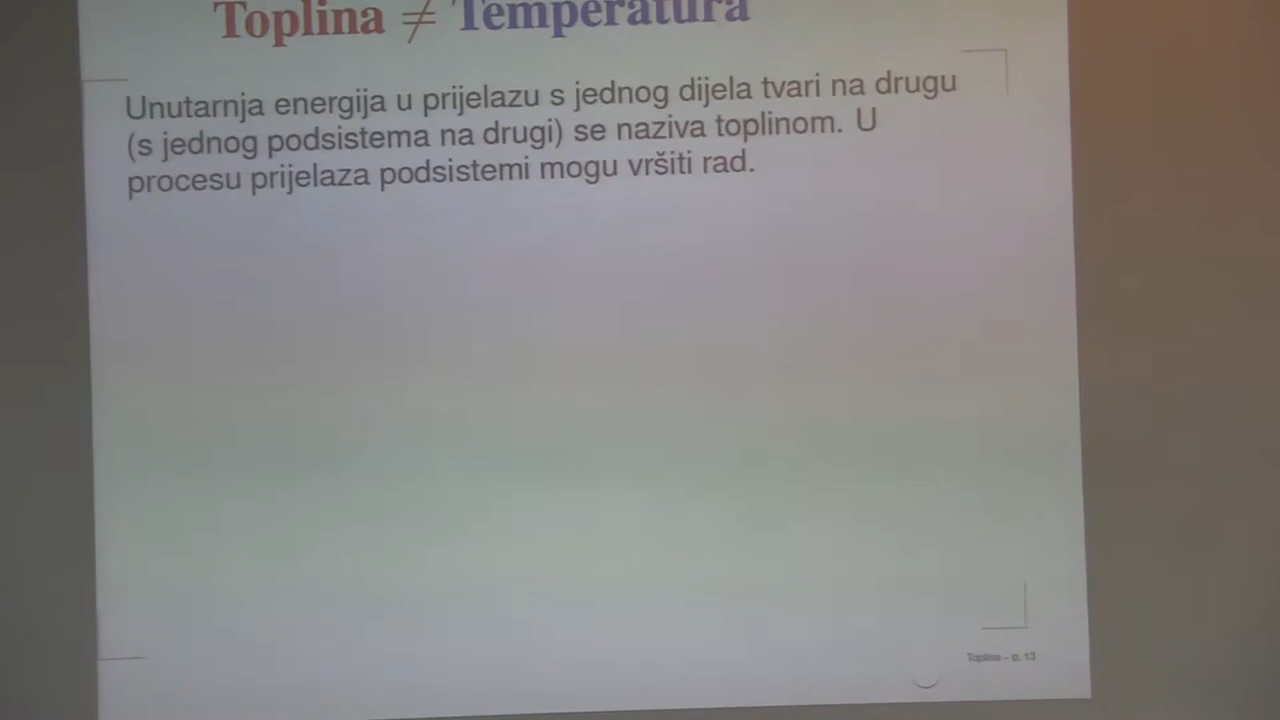 Toplina ≠ Temperatura
Unutarnja energija u prijelazu s jednog dijela tvari na drugu
(s jednog podsistema na drugi) se naziva toplinom. U
procesu prijelaza podsistemi mogu vršiti rad.
Toplina – p. 13